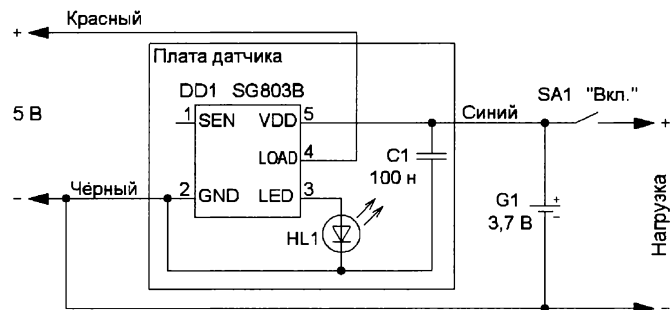 Красный
+
Плата датчика
DD1 SG803B
5 В
1 SEN VDD 5
Синий
SA1 "Вкл."
+
LOAD 4
C1
100 н
Чёрный
−
2 GND LED 3
HL1
G1
3,7 В
+
−
Нагрузка
−